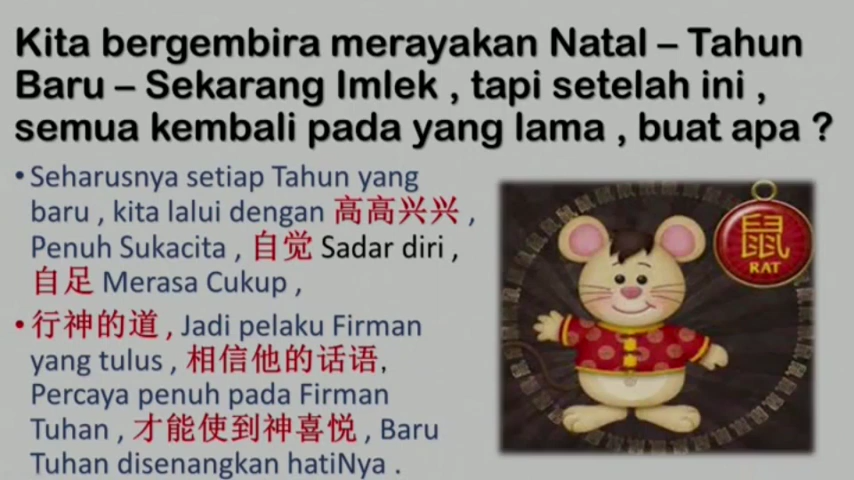 Kita bergembira merayakan Natal – Tahun
Baru – Sekarang Imlek , tapi setelah ini ,
semua kembali pada yang lama , buat apa ?
• Seharusnya setiap Tahun yang
baru , kita lalui dengan 高高兴兴 ,
Penuh Sukacita , 自觉 Sadar diri ,
自足 Merasa Cukup ,
• 行神的道 , Jadi pelaku Firman
yang tulus , 相信他的话语,
Percaya penuh pada Firman
Tuhan , 才能使到神喜悦 , Baru
Tuhan disenangkan hatiNya .
鼠
RAT